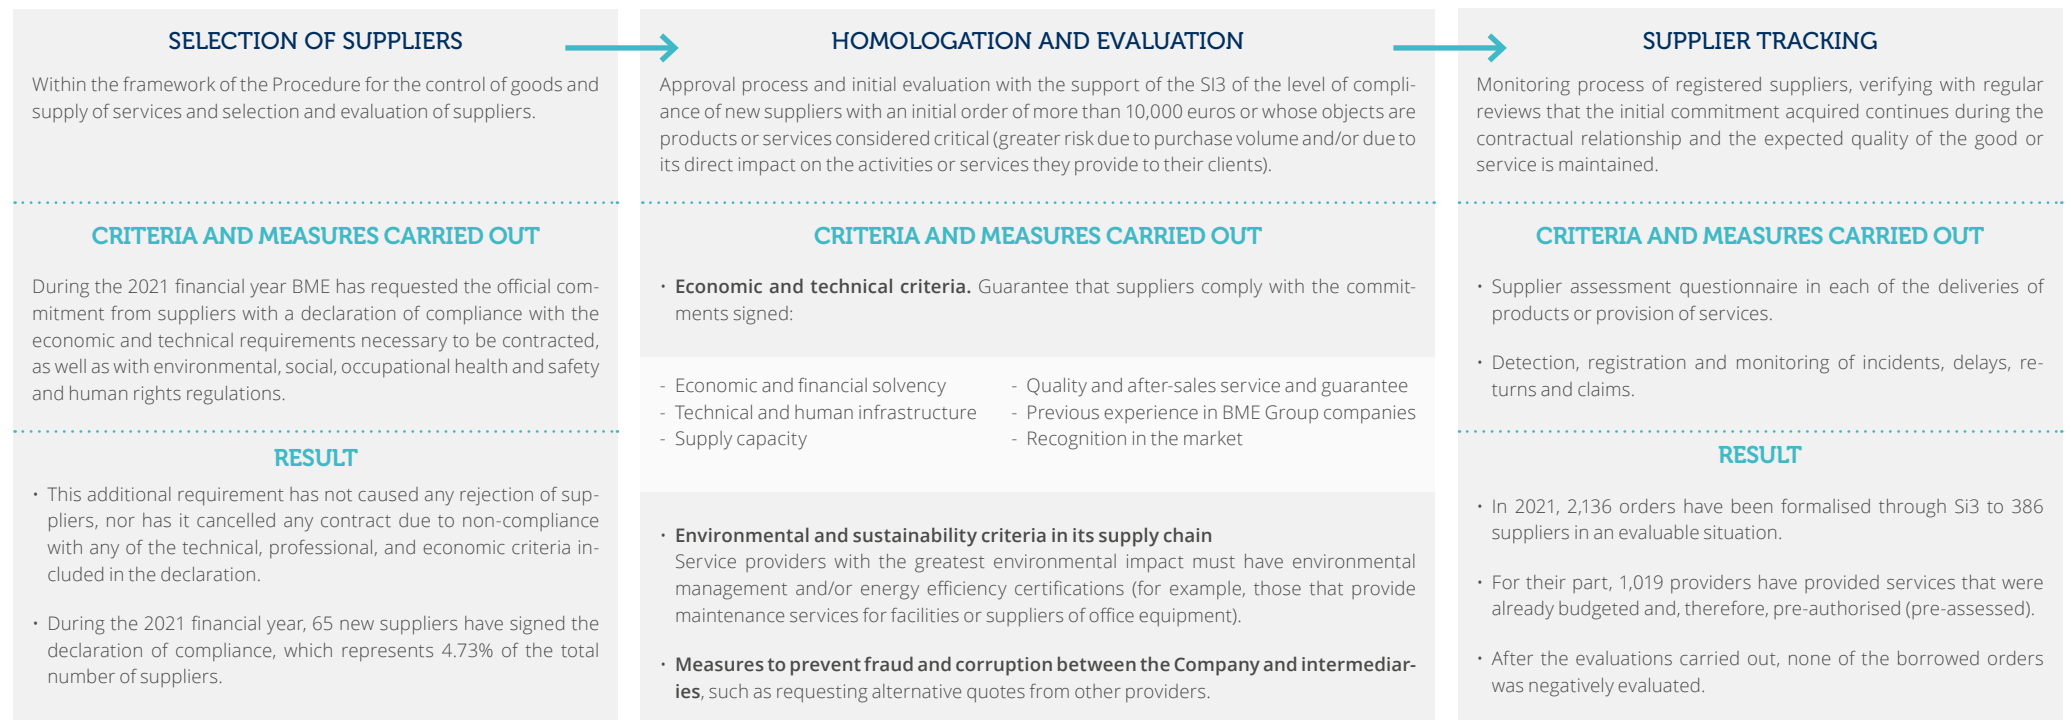 SELECTION OF SUPPLIERS
Within the framework of the Procedure for the control of goods and
supply of services and selection and evaluation of suppliers.
CRITERIA AND MEASURES CARRIED OUT
During the 2021 financial year BME has requested the official com-
mitment from suppliers with a declaration of compliance with the
economic and technical requirements necessary to be contracted,
as well as with environmental, social, occupational health and safety
and human rights regulations.
RESULT
· This additional requirement has not caused any rejection of sup-
pliers, nor has it cancelled any contract due to non-compliance
with any of the technical, professional, and economic criteria in-
cluded in the declaration.
· During the 2021 financial year, 65 new suppliers have signed the
declaration of compliance, which represents 4.73% of the total
number of suppliers.
HOMOLOGATION AND EVALUATION
Approval process and initial evaluation with the support of the SI3 of the level of compli-
ance of new suppliers with an initial order of more than 10,000 euros or whose objects are
products or services considered critical (greater risk due to purchase volume and/or due to
its direct impact on the activities or services they provide to their clients).
CRITERIA AND MEASURES CARRIED OUT
· Economic and technical criteria. Guarantee that suppliers comply with the commit-
ments signed:
- Economic and financial solvency
- Technical and human infrastructure
- Supply capacity
- Quality and after-sales service and guarantee
- Previous experience in BME Group companies
- Recognition in the market
· Environmental and sustainability criteria in its supply chain
Service providers with the greatest environmental impact must have environmental
management and/or energy efficiency certifications (for example, those that provide
maintenance services for facilities or suppliers of office equipment).
· Measures to prevent fraud and corruption between the Company and intermediar-
ies, such as requesting alternative quotes from other providers.
SUPPLIER TRACKING
Monitoring process of registered suppliers, verifying with regular
reviews that the initial commitment acquired continues during the
contractual relationship and the expected quality of the good or
service is maintained.
CRITERIA AND MEASURES CARRIED OUT
· Supplier assessment questionnaire in each of the deliveries of
products or provision of services.
· Detection, registration and monitoring of incidents, delays, re-
turns and claims.
RESULT
· In 2021, 2,136 orders have been formalised through Si3 to 386
suppliers in an evaluable situation.
· For their part, 1,019 providers have provided services that were
already budgeted and, therefore, pre-authorised (pre-assessed).
· After the evaluations carried out, none of the borrowed orders
was negatively evaluated.